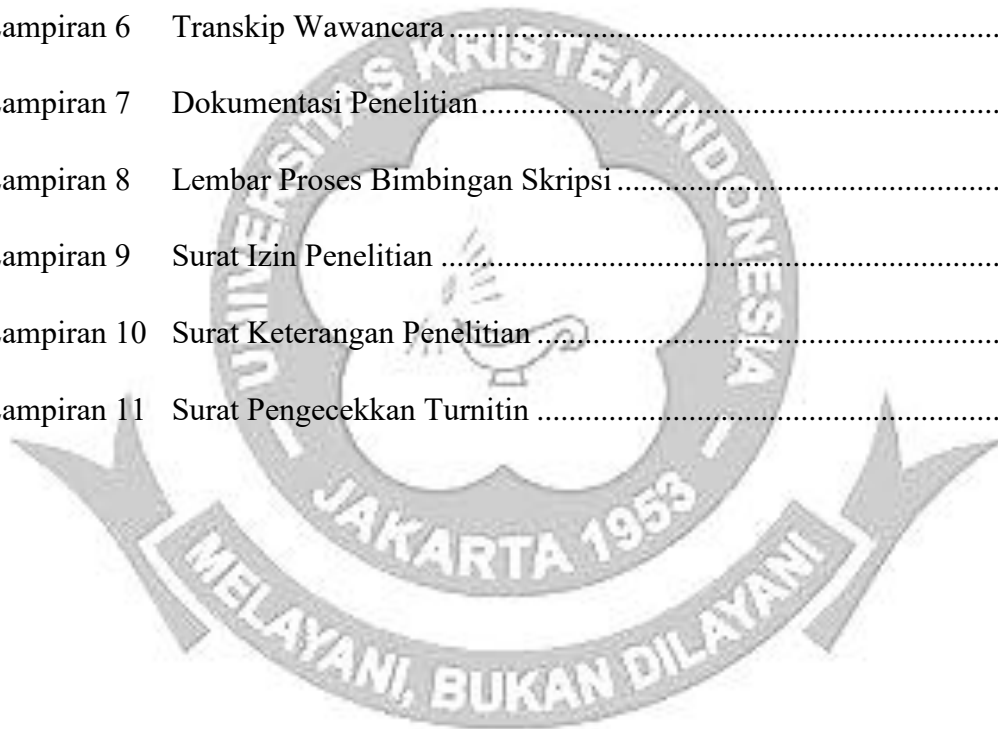 ampiran 6 Transkip Wawancara ..........................................................................
ampiran 7 Dokumentasi Penelitian......................................................................
ampiran 8 Lembar Proses Bimbingan Skripsi ....................................................
ampiran 9 Surat Izin Penelitian ...........................................................................
ampiran 10 Surat Keterangan Penelitian ..............................................................
ampiran 11 Surat Pengecekkan Turnitin ..............................................................
UNIVERSITAS KRISTEN INDONESIA
JAKARTA 1953
MELAYANI, BUKAN DILAYANI